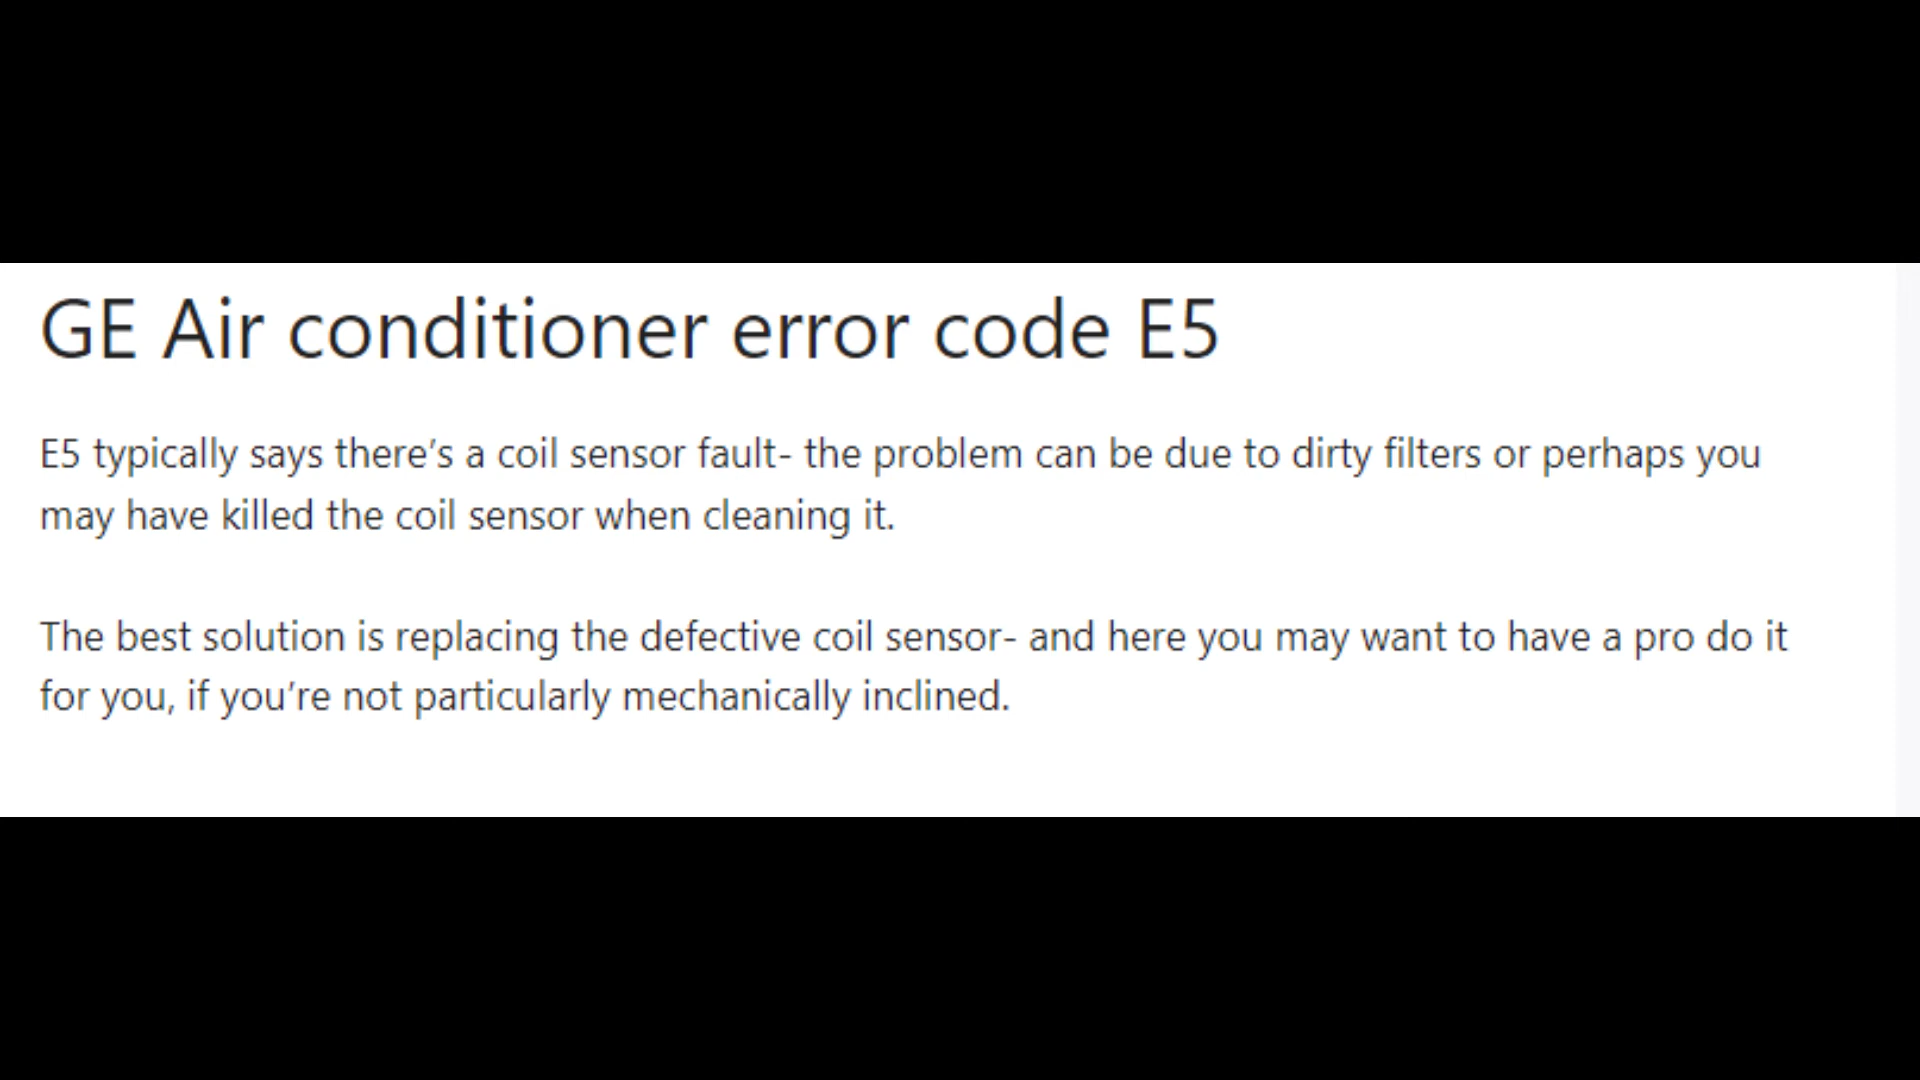 GE Air conditioner error code E5
E5 typically says there’s a coil sensor fault- the problem can be due to dirty filters or perhaps you
may have killed the coil sensor when cleaning it.
The best solution is replacing the defective coil sensor- and here you may want to have a pro do it
for you, if you’re not particularly mechanically inclined.